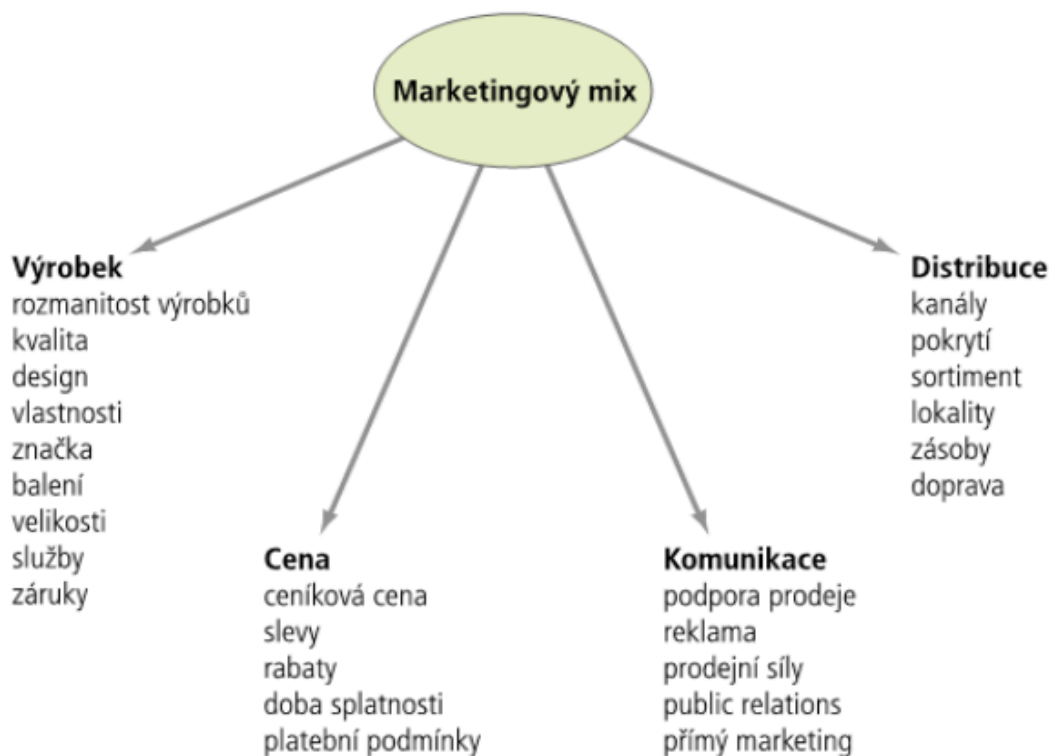 Marketingový mix
Výrobek
rozmanitost výrobků
kvalita
design
vlastnosti
značka
balení
velikosti
služby
záruky
Cena
ceníková cena
slevy
rabaty
doba splatnosti
platební podmínky
Komunikace
podpora prodeje
reklama
prodejní síly
public relations
přímý marketing
Distribuce
kanály
pokrytí
sortiment
lokality
zásoby
doprava